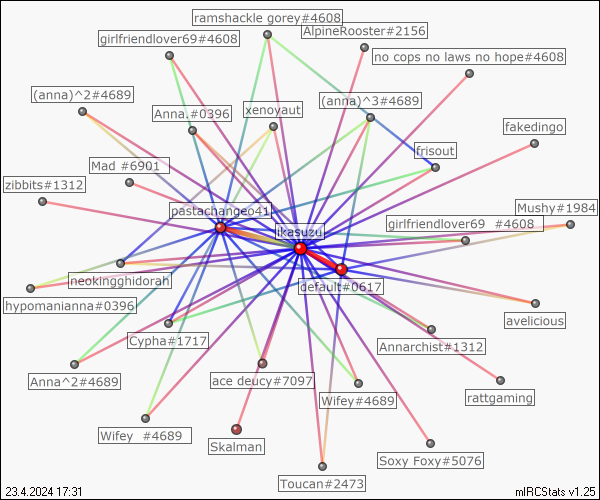 ramshackle gorey#4608
AlpineRooster#2156
girlfriendlover69#4608
no cops no laws no hope#4608
(anna)^2#4689
(anna)^3#4689
Anna.#0396
xenoyaut
fakedingo
frisout
Mad #6901
zibbits#1312
pastachangeo41
Mushy#1984
girlfriendlover69 #4608
likasuzu
neokingghidorah
default#0617
hypomanianna#0396
avelicious
Cypha#1717
Annarchist#1312
Anna^2#4689
ace deucy#7097
Wifey#4689
rattgaming
Wifey #4689
Skalman
Soxy Foxy#5076
Toucan#2473
23.4.2024 17:31
mIRCStats v1.25